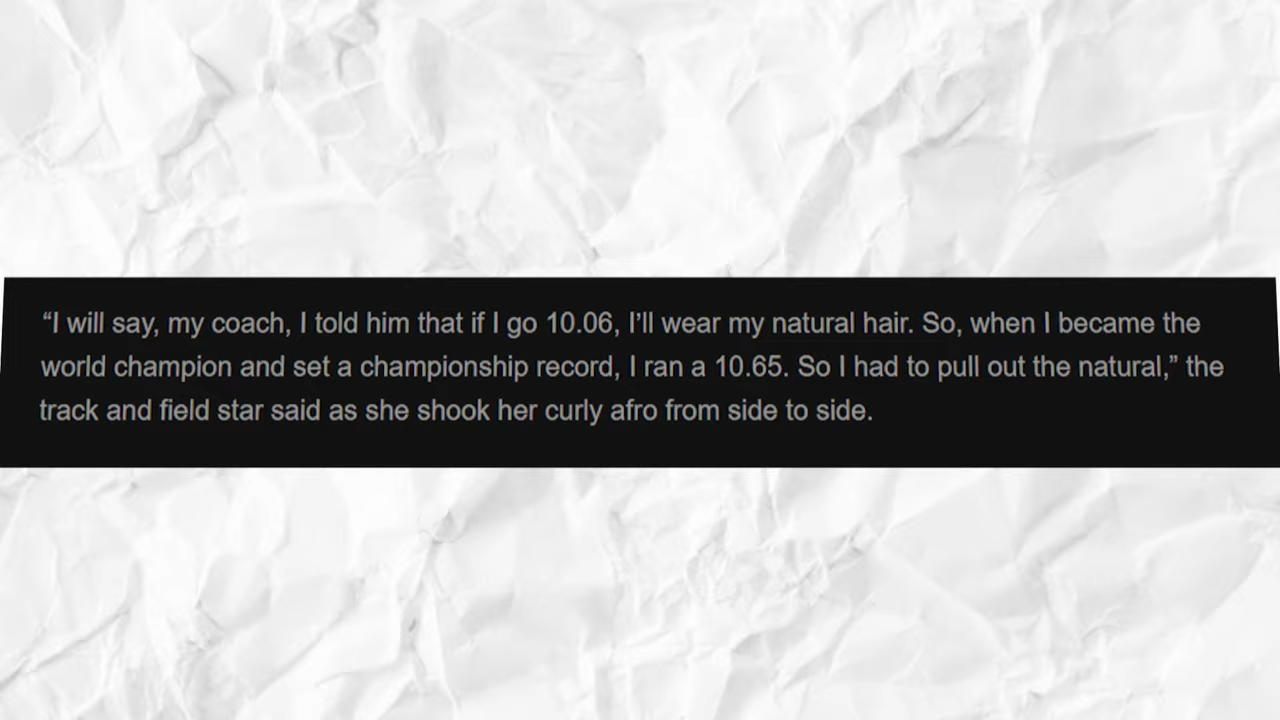 “I will say, my coach, I told him that if I go 10.06, I’ll wear my natural hair. So, when I became the
world champion and set a championship record, I ran a 10.65. So I had to pull out the natural,” the
track and field star said as she shook her curly afro from side to side.